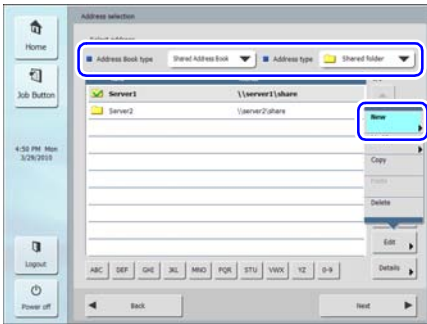 Address selection
Home
Address Book type
Shared Address Book
Address type
Shared folder
Job Button
Server1
\\server1\share
Server2
\\server2\share
New
4:50 PM Mon
3/29/2010
Copy
Delete
Edit
Logout
ABC
DEF
GHI
JKL
MNO
PQR
STU
VWX
YZ
0-9
Details
Power off
Back
Next